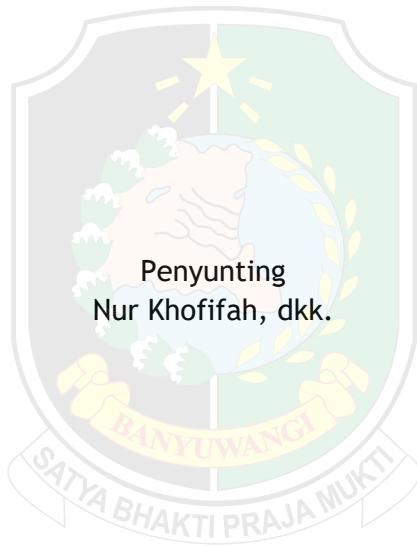 Penyunting
Nur Khofifah, dkk.
BANYUWANGI
SATYA BHAKTI PRAJA MUKTI